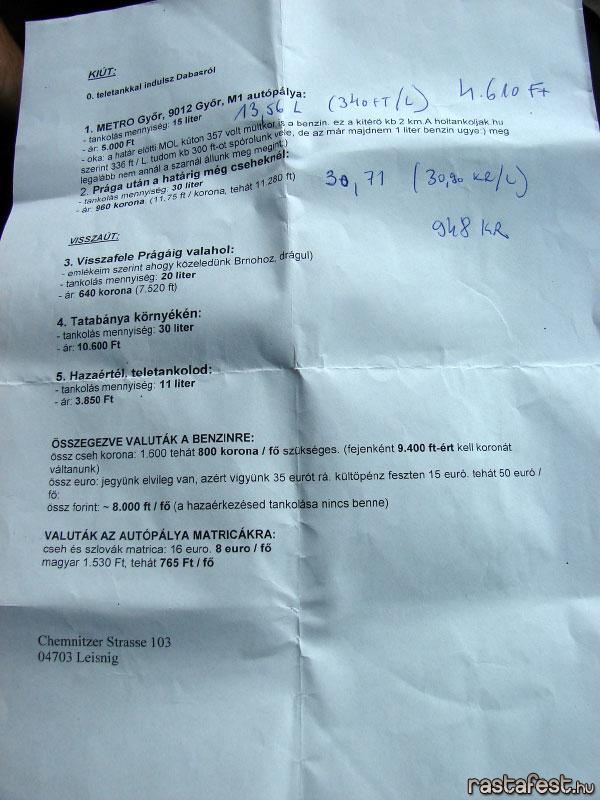 KIÚT:
0. teletankkal indulsz Dabasról
1. METRO Győr, 9012 Győr, M1 autópálya:
13,56 L (340 FT/L) 4.610 Ft
- tankolás mennyiség: 15 liter
- ár: 5.000 Ft
- oka: a határ előtti MOL kúton 357 volt múltkor is a benzin. ez a kitérő kb 2 km.A holtankoljak.hu
szerint 336 ft / L. tudom kb 300 ft-ot spórolunk vele, de az már majdnem 1 liter benzin ugye:) meg
legalább nem annál a szarnál állunk meg megint:)
2. Prága után a határig még cseheknél:
- tankolás mennyiség: 30 liter
- ár: 960 korona. (11.75 ft / korona, tehát 11.280 ft)
30,71 (30,90 KR/L)
948 KR
VISSZAÚT:
3. Visszafele Prágáig valahol:
- emlékeim szerint ahogy közeledünk Brnohoz, drágul)
- tankolás mennyiség: 20 liter
- ár: 640 korona (7.520 ft)
4. Tatabánya környékén:
- tankolás mennyiség: 30 liter
- ár: 10.600 Ft
5. Hazaértől, teletankolod:
- tankolás mennyiség: 11 liter
- ár: 3.850 Ft
ÖSSZEGEZVE VALUTÁK A BENZINRE:
össz cseh korona: 1.600 tehát 800 korona / fő szükséges. (fejenként 9.400 ft-ért kell koronát
váltanunk)
össz euro: jegyünk elvileg van, azért vigyünk 35 eurót rá. kültöpénz feszten 15 euró. tehát 50 euró /
fő:
össz forint: ~ 8.000 ft / fő (a hazaérkezésed tankolása nincs benne)
VALUTÁK AZ AUTÓPÁLYA MATRICÁKRA:
cseh és szlovák matrica: 16 euro. 8 euro / fő
magyar 1.530 Ft, tehát 765 Ft / fő
Chemnitzer Strasse 103
04703 Leisnig
rastafest.hu